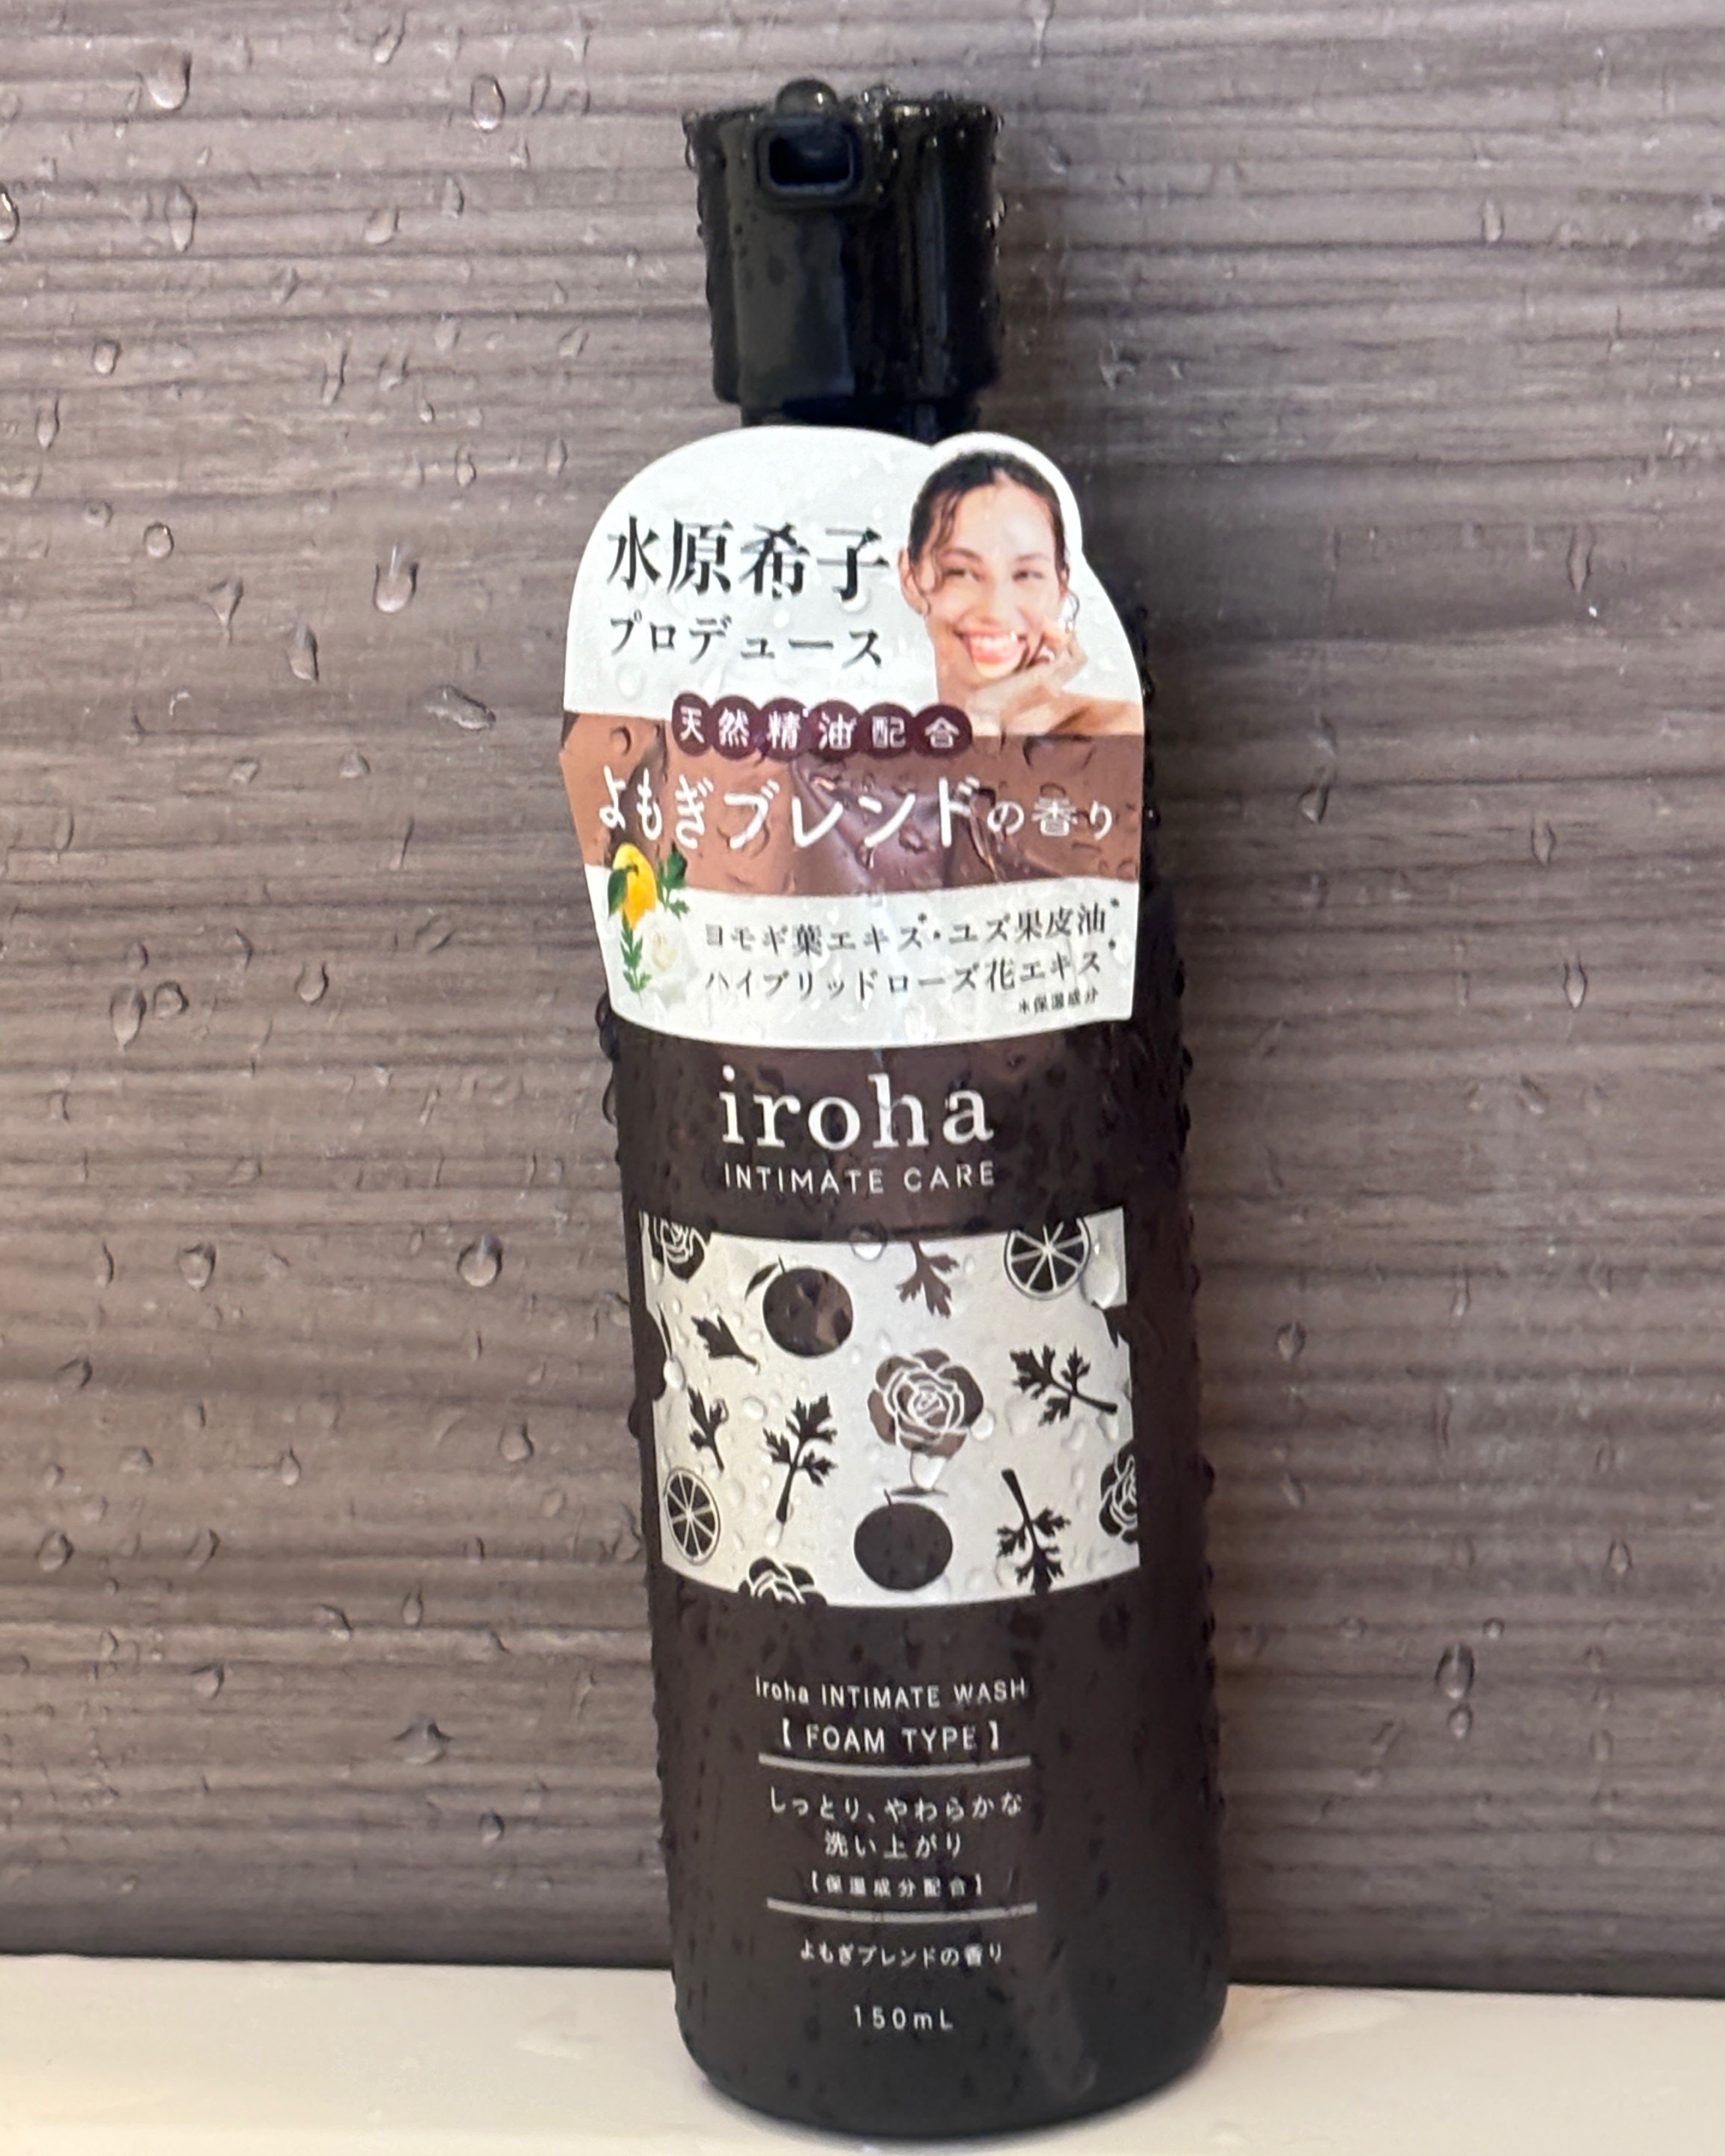 水原希子
プロデュース
天然精油配合
よもぎブレンドの香り
ヨモギ葉エキス*・ユズ果皮油*
ハイブリッドローズ花エキス*
*保湿成分
iroha
INTIMATE CARE
iroha INTIMATE WASH
【 FOAM TYPE 】
しっとり、やわらかな
洗い上がり
【保湿成分配合】
よもぎブレンドの香り
150mL